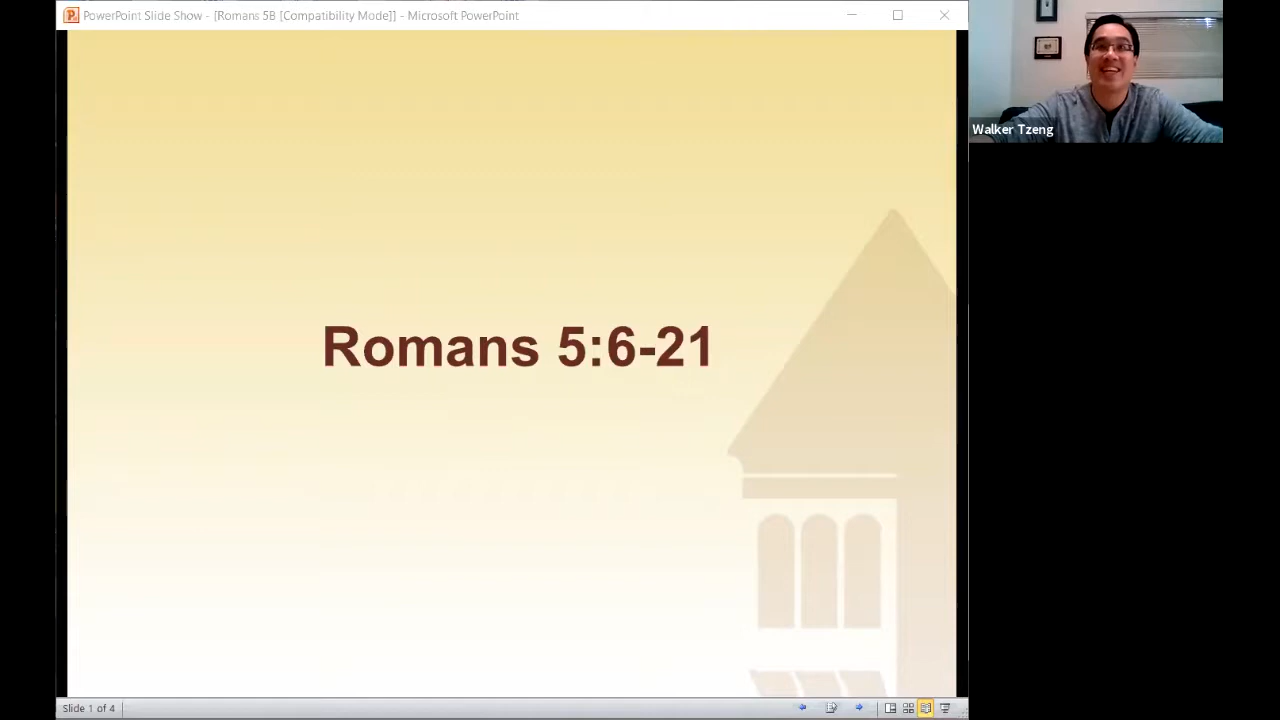 PowerPoint Slide Show - [Romans 5B [Compatibility Mode]] - Microsoft PowerPoint
Walker Tzeng
Romans 5:6-21
Slide 1 of 4